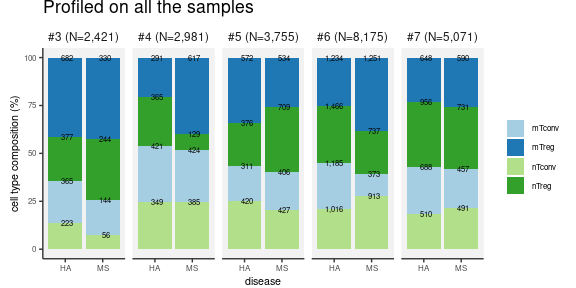 Profiled on all the samples
#3 (N=2,421) #4 (N=2,981) #5 (N=3,755) #6 (N=8,175) #7 (N=5,071)
100 682 330 291 617 572 534 1,234 1,251 648 590
75 365 709 1,466 956 731
377 244 129 376 737
mTconv
mTreg
nTconv
nTreg
50 421 424
365 144 311 406 1,185 373 688 457
25 349 385 420 427 1,016 913 510 491
223 56
0
HA MS HA MS HA MS HA MS HA MS
disease
cell type composition (%)